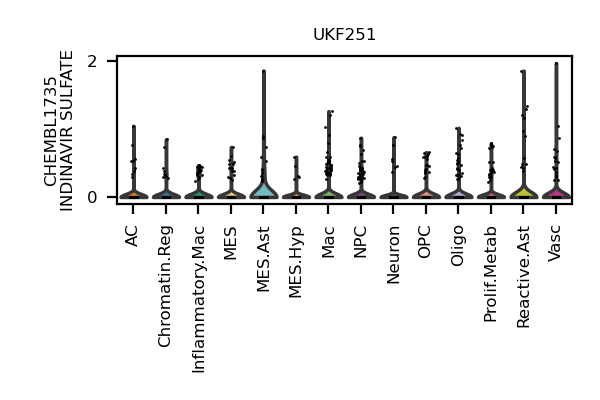 UKF251
CHEMBL1735
INDINAVIR SULFATE
2
0
AC
Chromatin.Reg
Inflammatory.Mac
MES
MES.Ast
MES.Hyp
Mac
NPC
Neuron
OPC
Oligo
Prolif.Metab
Reactive.Ast
Vasc